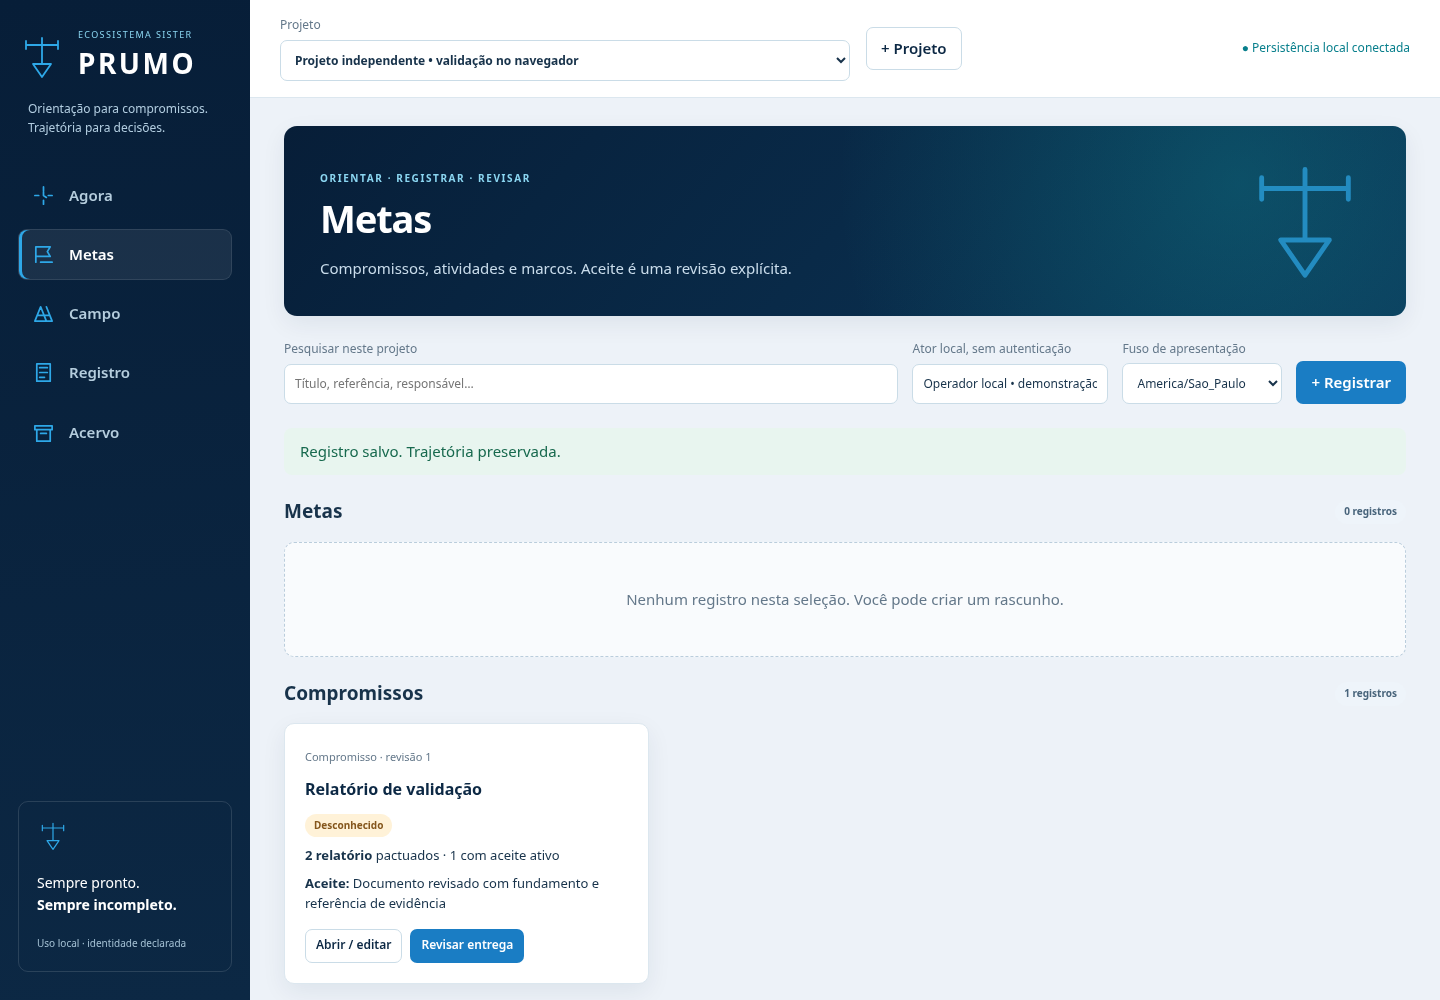 ECOSSISTEMA SISTER
PRUMO
Orientação para compromissos.
Trajetória para decisões.
Agora
Metas
Campo
Registro
Acervo
Sempre pronto.
Sempre incompleto.
Uso local · identidade declarada
Projeto
Projeto independente • validação no navegador
+ Projeto
● Persistência local conectada
ORIENTAR · REGISTRAR · REVISAR
Metas
Compromissos, atividades e marcos. Aceite é uma revisão explícita.
Pesquisar neste projeto
Título, referência, responsável...
Ator local, sem autenticação
Operador local • demonstração
Fuso de apresentação
America/Sao_Paulo
+ Registrar
Registro salvo. Trajetória preservada.
Metas
0 registros
Nenhum registro nesta seleção. Você pode criar um rascunho.
Compromissos
1 registros
Compromisso · revisão 1
Relatório de validação
Desconhecido
2 relatório pactuados · 1 com aceite ativo
Aceite: Documento revisado com fundamento e
referência de evidência
Abrir / editar
Revisar entrega